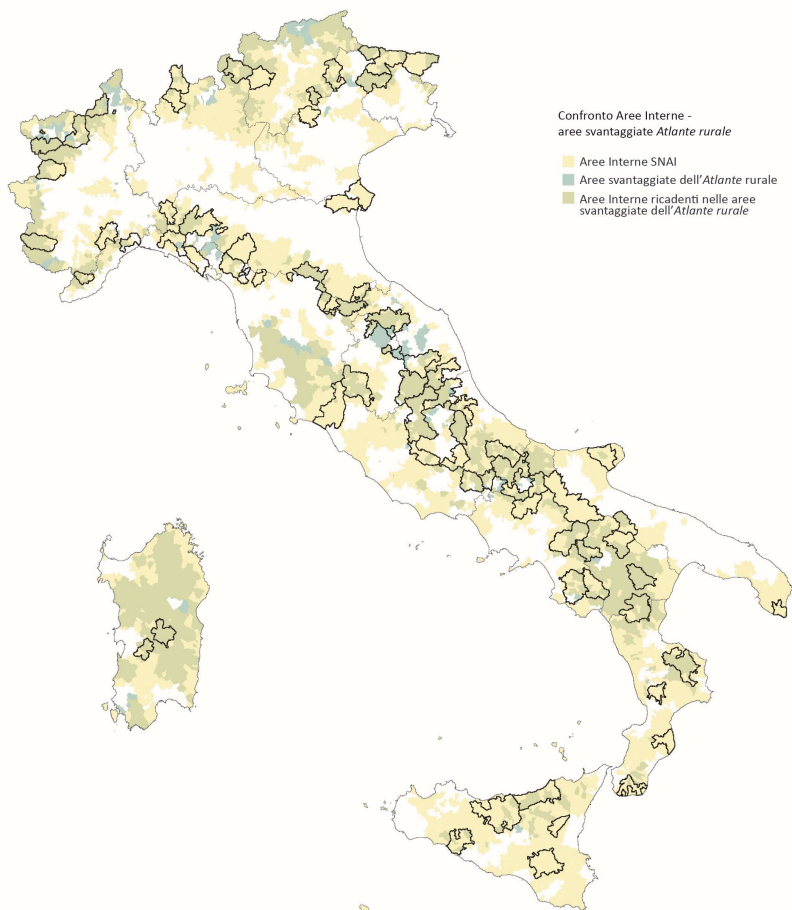 Confronto Aree Interne -
aree svantaggiate Atlante rurale
Aree Interne SNAI
Aree svantaggiate dell'Atlante rurale
Aree Interne ricadenti nelle aree
svantaggiate dell'Atlante rurale